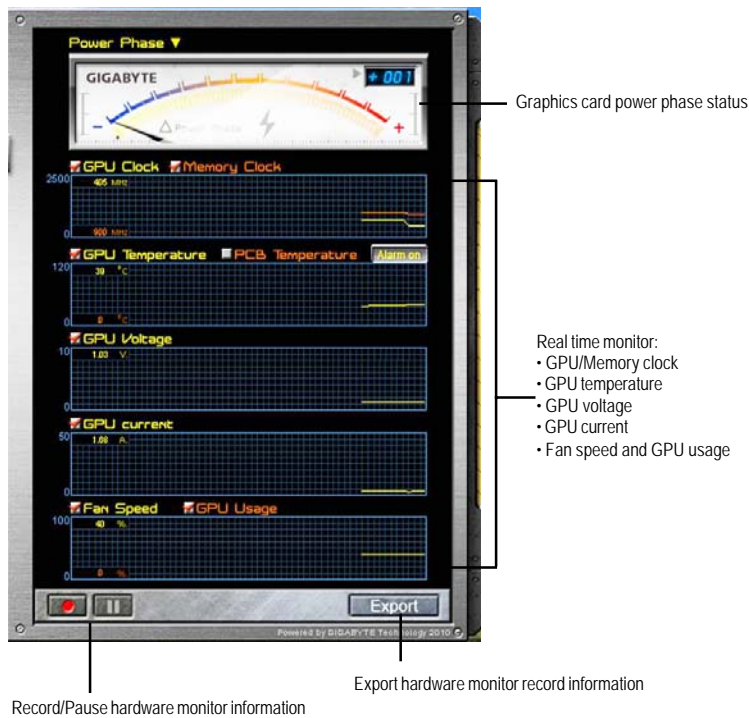 Power Phase ▼
GIGABYTE
+ 001
Graphics card power phase status
− △ Power Phase +
GPU Clock Memory Clock
2500
405 MHz
0
900 MHz
GPU Temperature PCB Temperature Alarm on
120
39 °C
0
0 °C
GPU Voltage
10
1.03 V.
0
GPU current
50
1.68 A.
0
Fan Speed GPU Usage
100
40 %.
0
0 %.
Real time monitor:
• GPU/Memory clock
• GPU temperature
• GPU voltage
• GPU current
• Fan speed and GPU usage
Export
Powered by GIGABYTE Technology 2010
Export hardware monitor record information
Record/Pause hardware monitor information